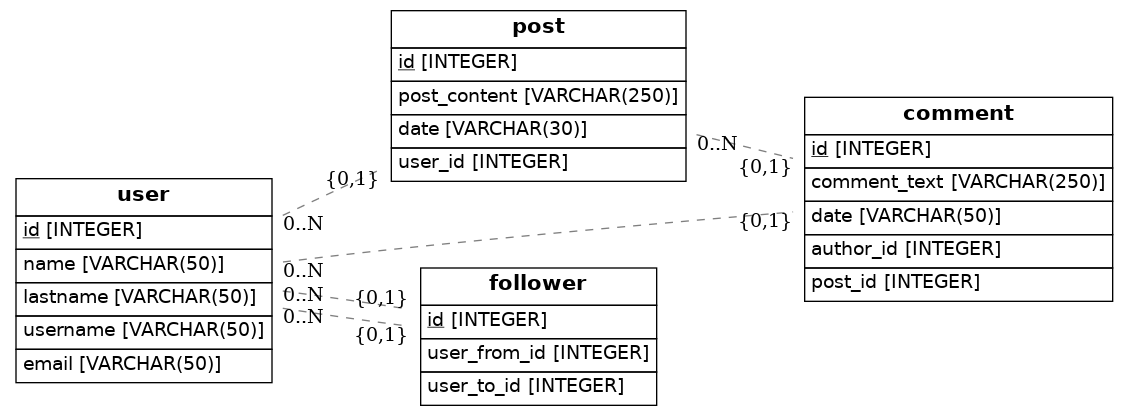 post
id [INTEGER]
post_content [VARCHAR(250)]
date [VARCHAR(30)]
user_id [INTEGER]
comment
id [INTEGER]
comment_text [VARCHAR(250)]
date [VARCHAR(50)]
author_id [INTEGER]
post_id [INTEGER]
user
id [INTEGER]
name [VARCHAR(50)]
lastname [VARCHAR(50)]
username [VARCHAR(50)]
email [VARCHAR(50)]
follower
id [INTEGER]
user_from_id [INTEGER]
user_to_id [INTEGER]
0..N
{0,1}
{0,1}
0..N
{0,1}
0..N
0..N
{0,1}
0..N
{0,1}